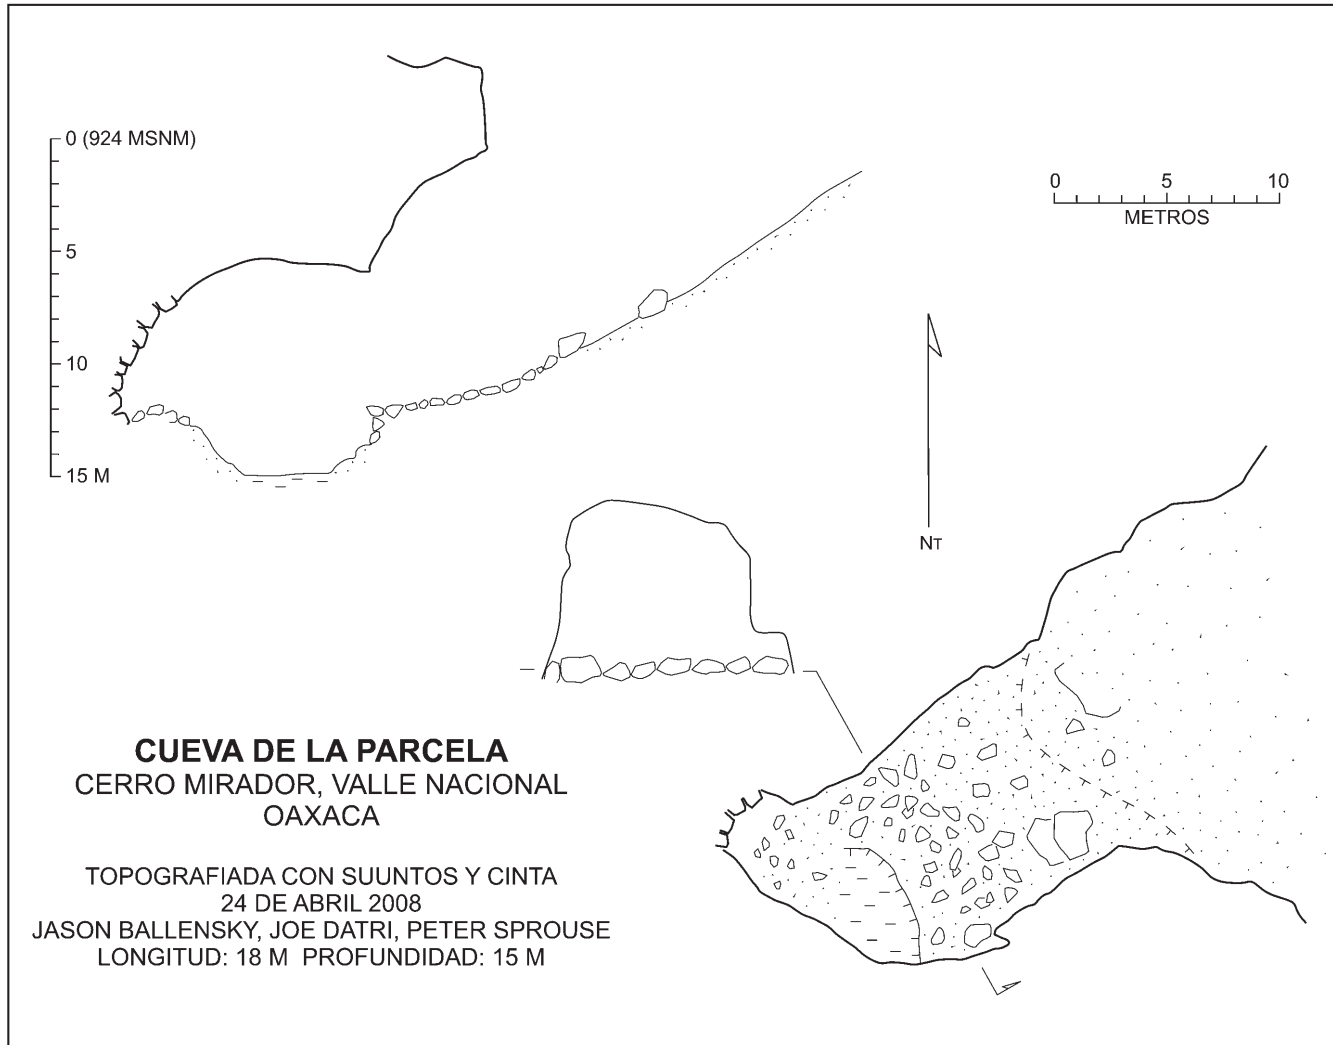 0 (924 MSNM)
5
10
15 M
0 5 10
METROS
NT
CUEVA DE LA PARCELA
CERRO MIRADOR, VALLE NACIONAL
OAXACA
TOPOGRAFIADA CON SUUNTOS Y CINTA
24 DE ABRIL 2008
JASON BALLENSKY, JOE DATRI, PETER SPROUSE
LONGITUD: 18 M PROFUNDIDAD: 15 M